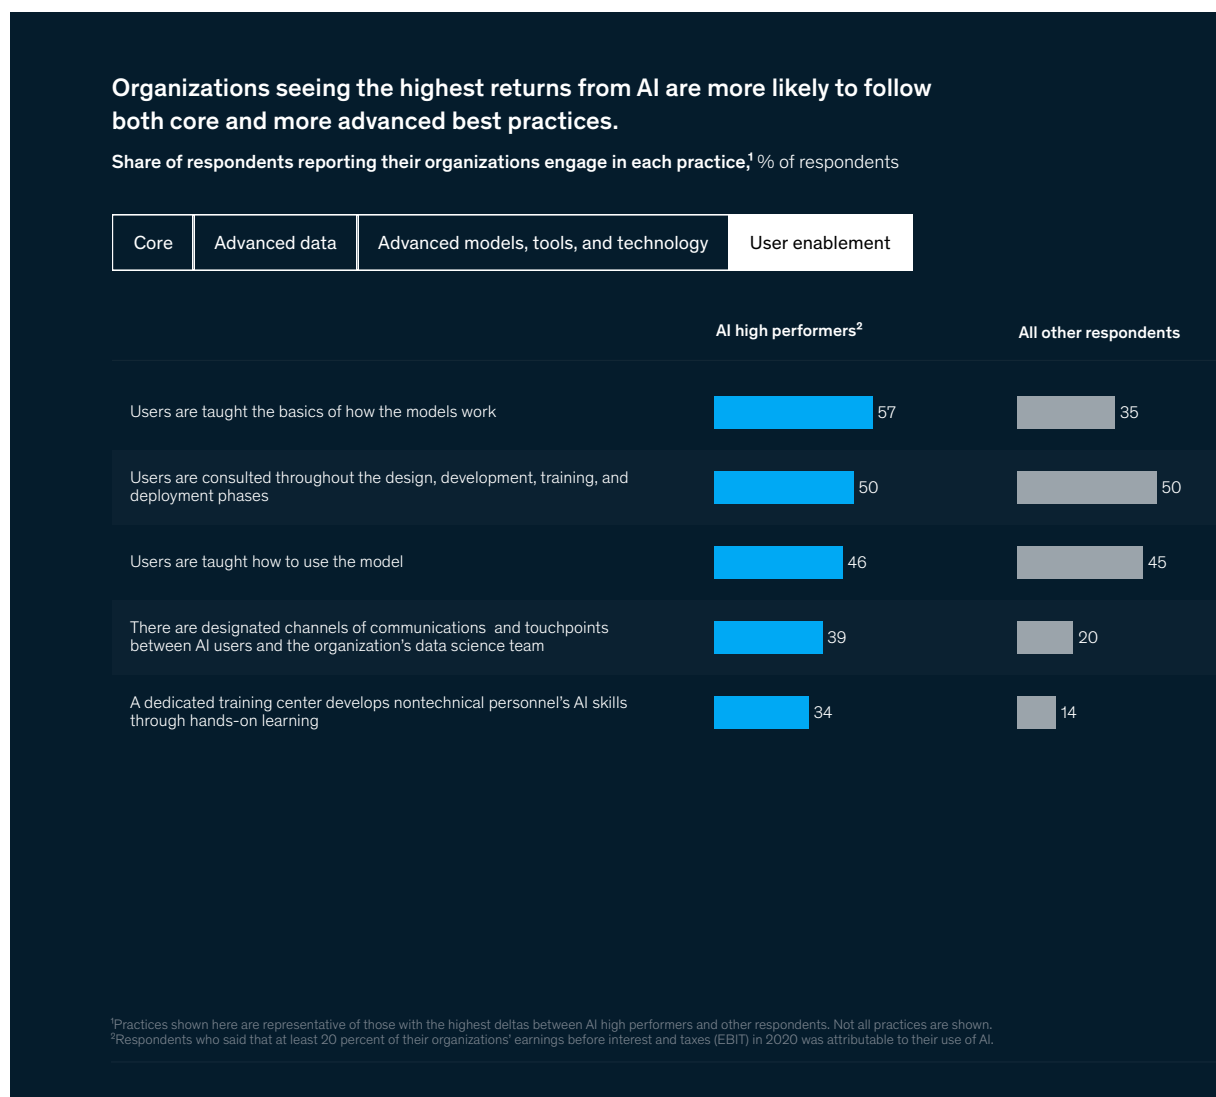 Organizations seeing the highest returns from AI are more likely to follow
both core and more advanced best practices.
Share of respondents reporting their organizations engage in each practice,¹ % of respondents
Core
Advanced data
Advanced models, tools, and technology
User enablement
AI high performers²
All other respondents
Users are taught the basics of how the models work
57
35
Users are consulted throughout the design, development, training, and
deployment phases
50
50
Users are taught how to use the model
46
45
There are designated channels of communications  and touchpoints
between AI users and the organization’s data science team
39
20
A dedicated training center develops nontechnical personnel’s AI skills
through hands-on learning
34
14
¹Practices shown here are representative of those with the highest deltas between AI high performers and other respondents. Not all practices are shown.
²Respondents who said that at least 20 percent of their organizations’ earnings before interest and taxes (EBIT) in 2020 was attributable to their use of AI.